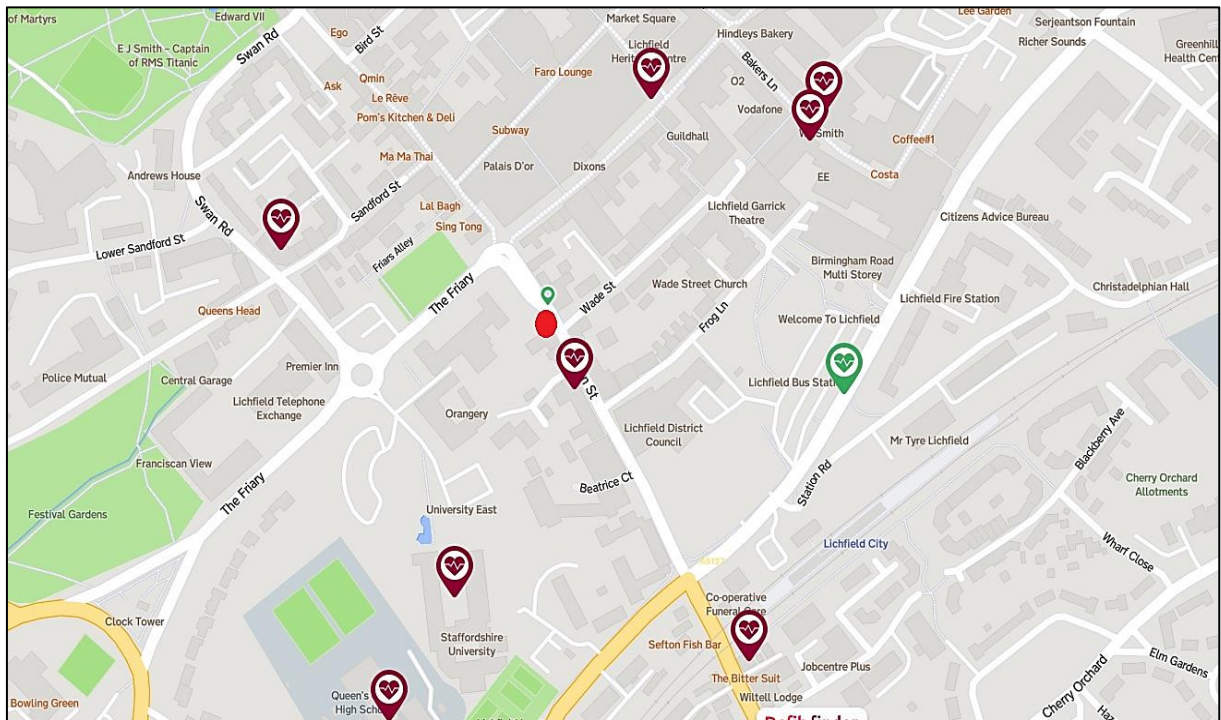 of Martyrs
Edward VII
Ego
Bird St
Market Square
Hindleys Bakery
Lee Garden
Serjeantson Fountain
Richer Sounds
Greenhill
Health Cent
E J Smith - Captain
of RMS Titanic
Swan Rd
Lichfield
Faro Lounge
Bakers Ln
O2
Qmin
Ask
Le Rêve
Pom's Kitchen & Deli
Vodafone
Subway
Guildhall
Smith
Coffee#1
Ma Ma Thai
Palais D'or
Dixons
Costa
EE
Andrews House
Sandford St
Swan Rd
Lal Bagh
Sing Tong
Lichfield Garrick
Theatre
Citizens Advice Bureau
Lower Sandford St
Friars Alley
Birmingham Road
Multi Storey
The Friary
Wade St
Wade Street Church
Christadelphian Hall
Lichfield Fire Station
Queens Head
Frog Ln
Welcome To Lichfield
Premier Inn
Police Mutual
Central Garage
Lichfield Bus Stati
n St
Lichfield Telephone
Exchange
Orangery
Lichfield District
Council
Mr Tyre Lichfield
Blackberry Ave
Franciscan View
The Friary
Beatrice Ct
Station Rd
Cherry Orchard
Allotments
Festival Gardens
University East
Lichfield City
Wharf Close
Co-operative
Funeral
Clock Tower
Staffordshire
University
Sefton Fish Bar
Jobcentre Plus
Elm Gardens
The Bitter Suit
Cherry Orchard
Queen's
High Scho
Wiltell Lodge
Bowling Green
Defib finder